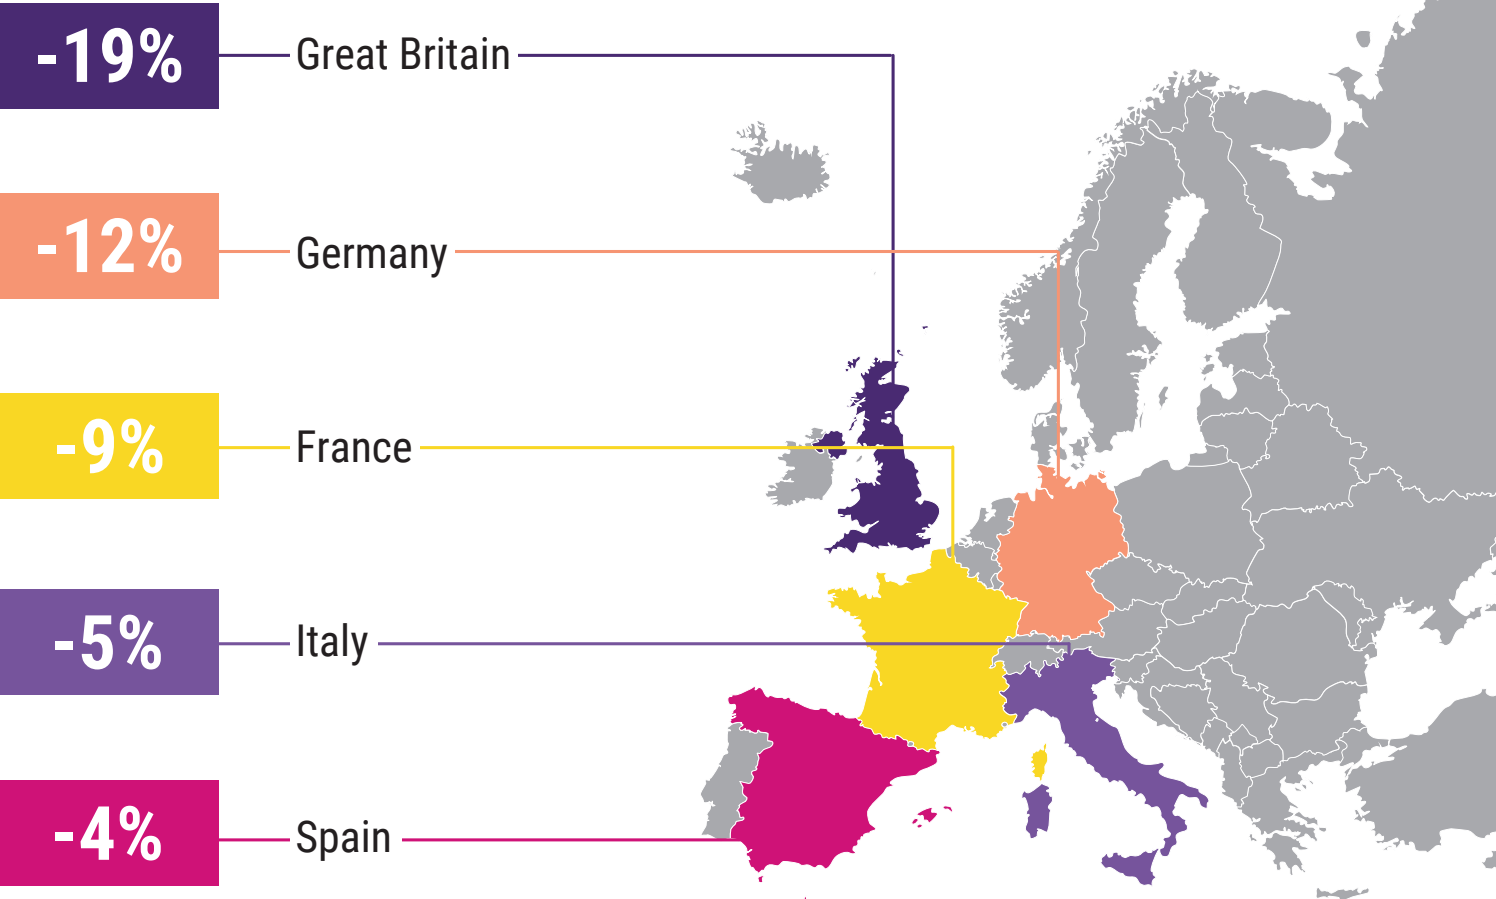 -19%
Great Britain
-12%
Germany
-9%
France
-5%
Italy
-4%
Spain